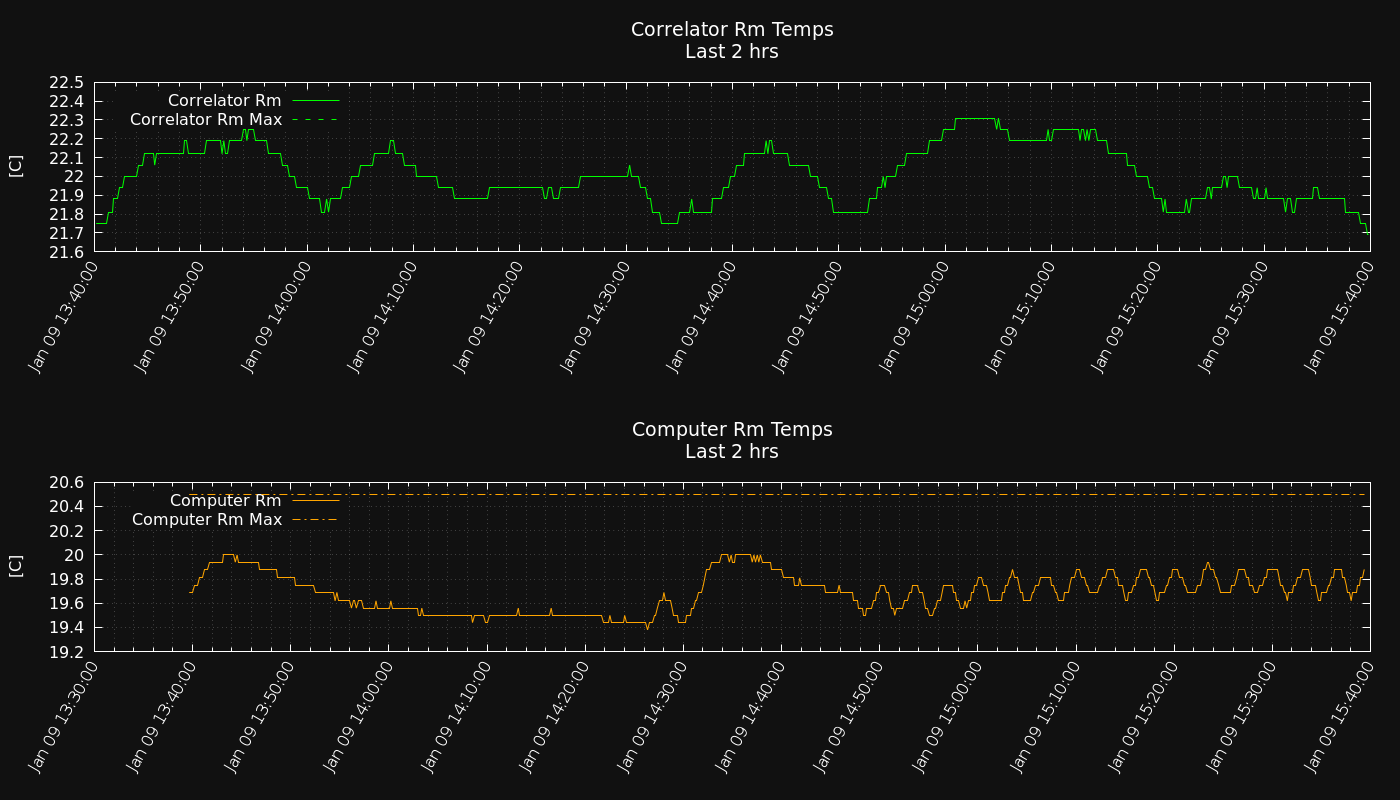 Correlator Rm Temps
Last 2 hrs
[C]
22.5
22.4
22.3
22.2
22.1
22
21.9
21.8
21.7
21.6
Correlator Rm
Correlator Rm Max
Jan 09 13:40:00
Jan 09 13:50:00
Jan 09 14:00:00
Jan 09 14:10:00
Jan 09 14:20:00
Jan 09 14:30:00
Jan 09 14:40:00
Jan 09 14:50:00
Jan 09 15:00:00
Jan 09 15:10:00
Jan 09 15:20:00
Jan 09 15:30:00
Jan 09 15:40:00
Computer Rm Temps
Last 2 hrs
[C]
20.6
20.4
20.2
20
19.8
19.6
19.4
19.2
Computer Rm
Computer Rm Max
Jan 09 13:30:00
Jan 09 13:40:00
Jan 09 13:50:00
Jan 09 14:00:00
Jan 09 14:10:00
Jan 09 14:20:00
Jan 09 14:30:00
Jan 09 14:40:00
Jan 09 14:50:00
Jan 09 15:00:00
Jan 09 15:10:00
Jan 09 15:20:00
Jan 09 15:30:00
Jan 09 15:40:00